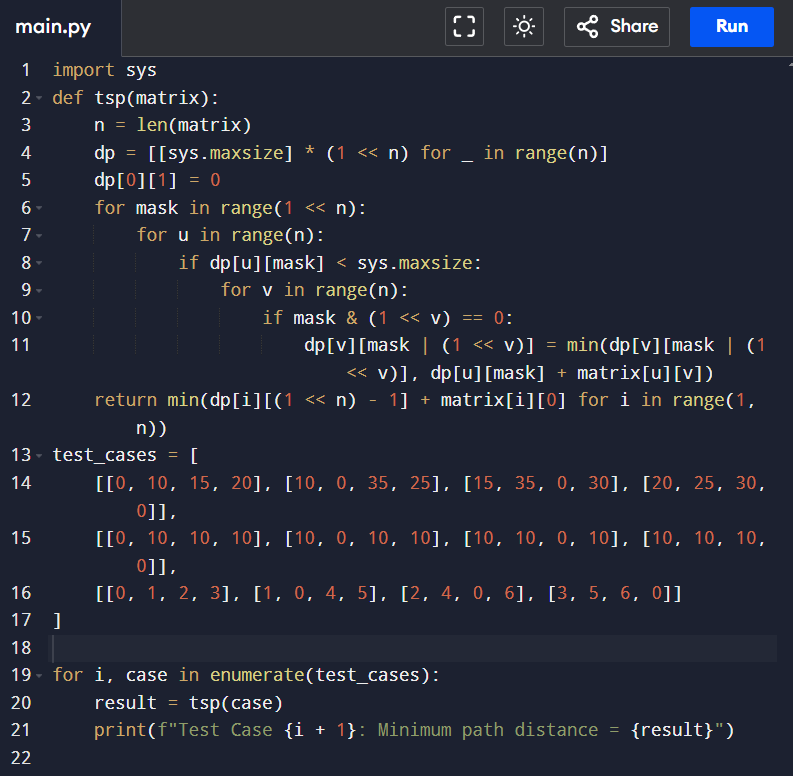 main.py
Share
Run
1 import sys
2 def tsp(matrix):
3     n = len(matrix)
4     dp = [[sys.maxsize] * (1 << n) for _ in range(n)]
5     dp[0][1] = 0
6     for mask in range(1 << n):
7         for u in range(n):
8             if dp[u][mask] < sys.maxsize:
9                 for v in range(n):
10                     if mask & (1 << v) == 0:
11                         dp[v][mask | (1 << v)] = min(dp[v][mask | (1
<< v)], dp[u][mask] + matrix[u][v])
12     return min(dp[i][(1 << n) - 1] + matrix[i][0] for i in range(1,
n))
13 test_cases = [
14     [[0, 10, 15, 20], [10, 0, 35, 25], [15, 35, 0, 30], [20, 25, 30,
0]],
15     [[0, 10, 10, 10], [10, 0, 10, 10], [10, 10, 0, 10], [10, 10, 10,
0]],
16     [[0, 1, 2, 3], [1, 0, 4, 5], [2, 4, 0, 6], [3, 5, 6, 0]]
17 ]
18
19 for i, case in enumerate(test_cases):
20     result = tsp(case)
21     print(f"Test Case {i + 1}: Minimum path distance = {result}")
22